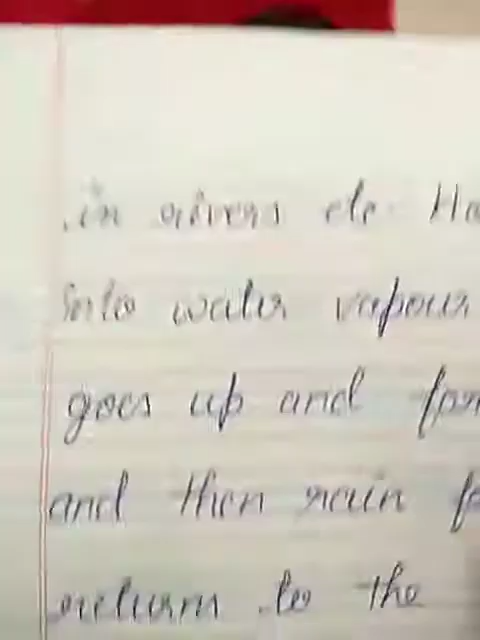 in rivers etc.
into water vapour
goes up and
and then rain
return to the